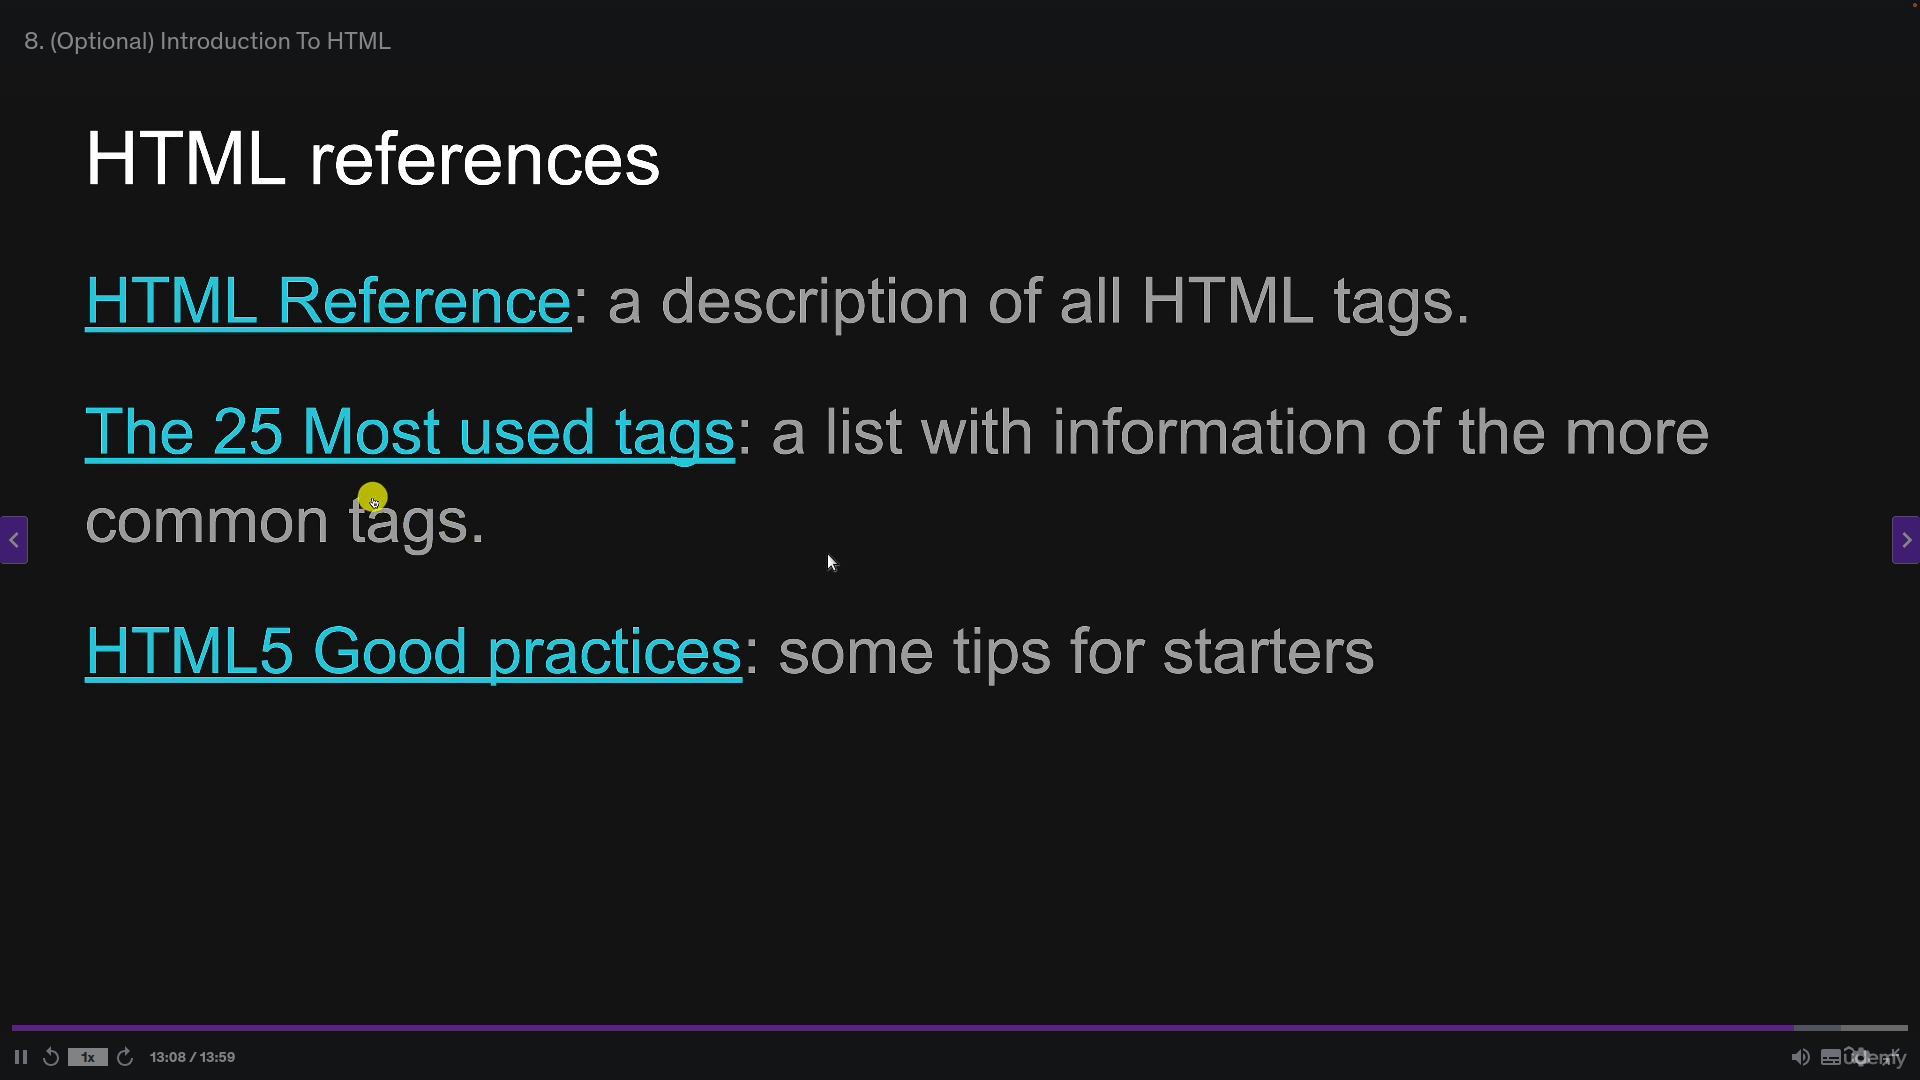 8. (Optional) Introduction To HTML
HTML references
HTML Reference: a description of all HTML tags.
The 25 Most used tags: a list with information of the more
common tags.
HTML5 Good practices: some tips for starters
1x
13:08 / 13:59
ûdemy